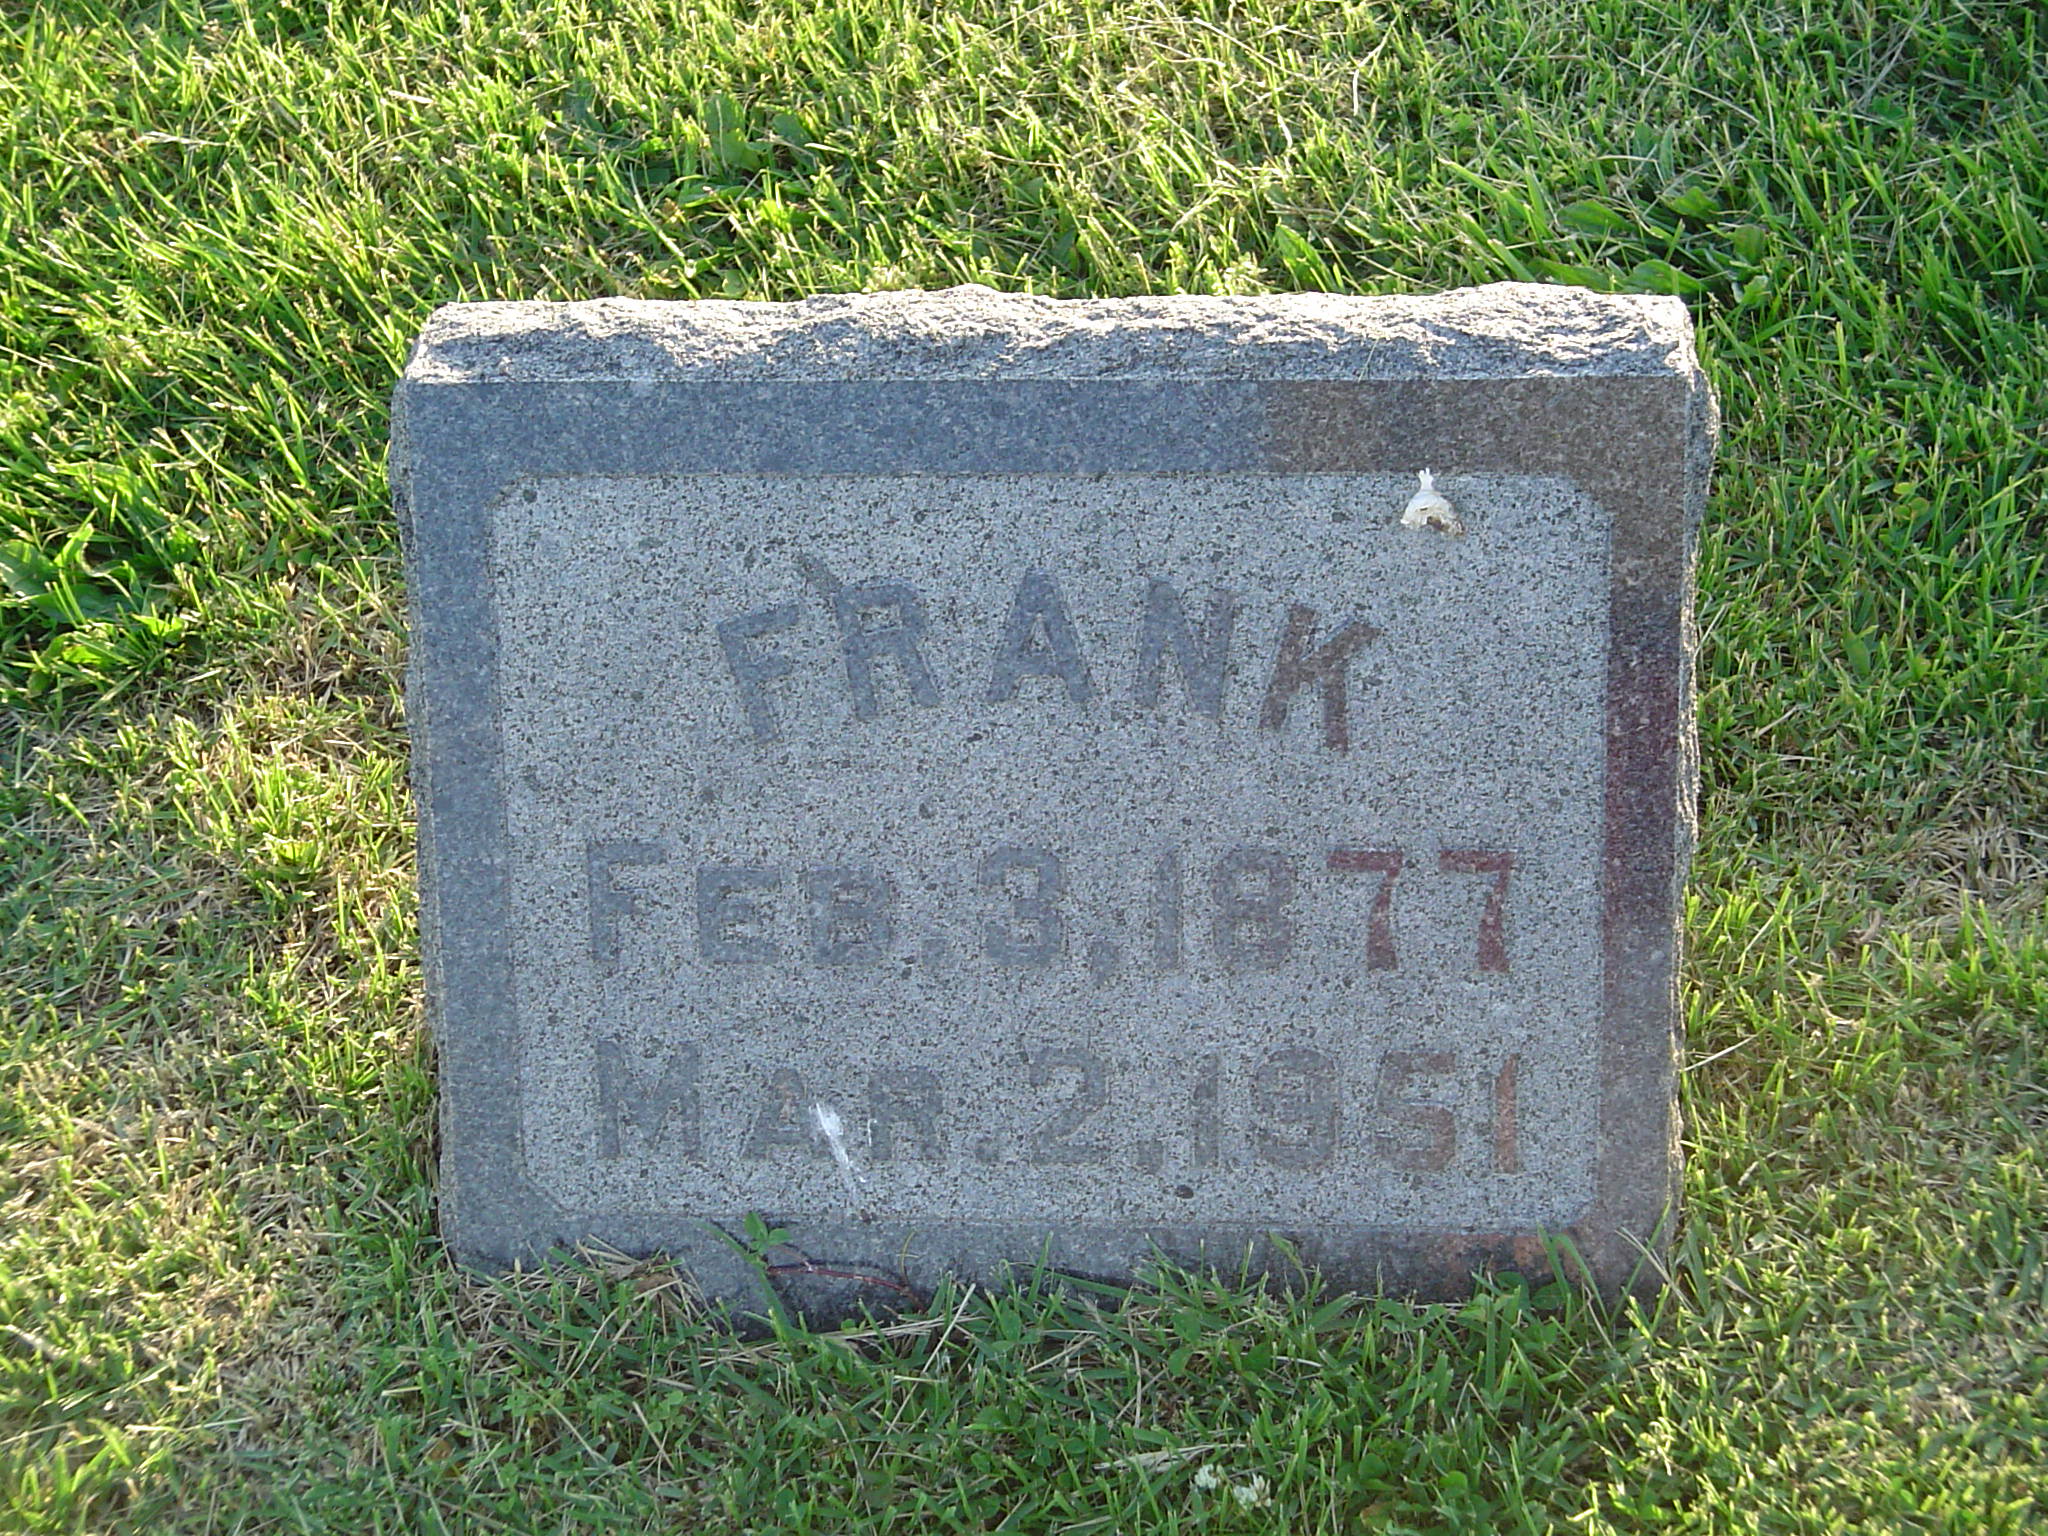 FRANK
FEB. 3, 1877
MAR. 2, 1951